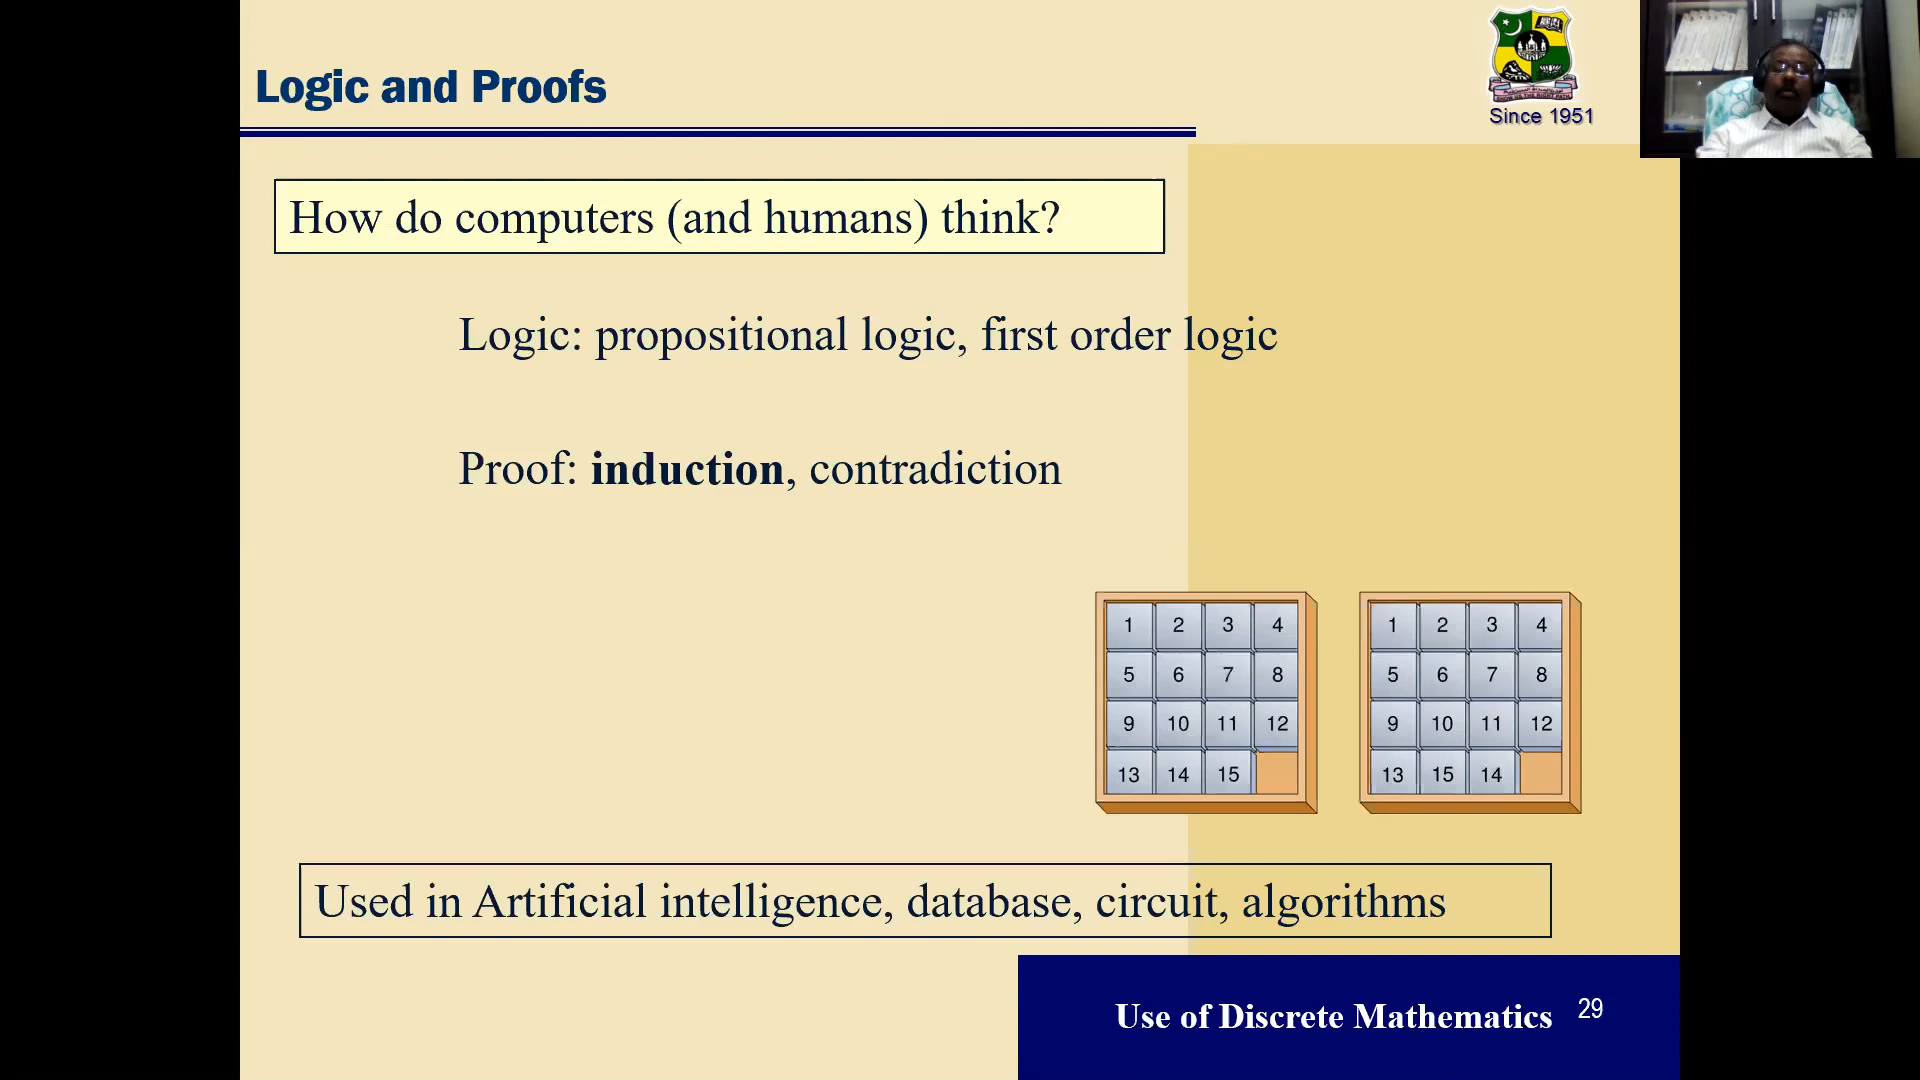 Logic and Proofs
Since 1951
How do computers (and humans) think?
Logic: propositional logic, first order logic
Proof: induction, contradiction
1 2 3 4
5 6 7 8
9 10 11 12
13 14 15
1 2 3 4
5 6 7 8
9 10 11 12
13 15 14
Used in Artificial intelligence, database, circuit, algorithms
Use of Discrete Mathematics 29